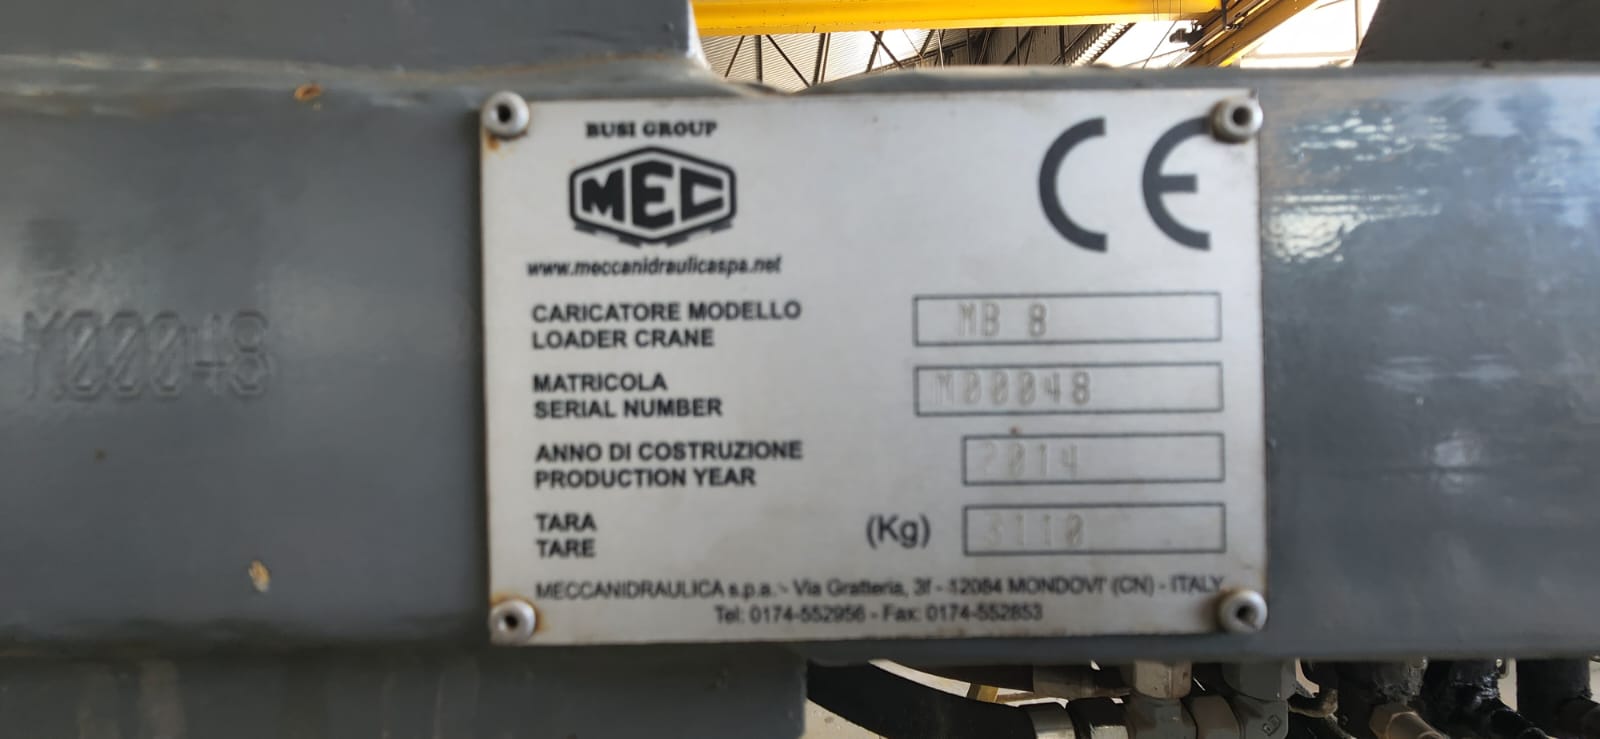 BUSI GROUP
MEC
CE
www.meccanidraulicaspa.net
CARICATORE MODELLO
LOADER CRANE
MB 8
MATRICOLA
SERIAL NUMBER
M00048
ANNO DI COSTRUZIONE
PRODUCTION YEAR
2014
TARA
TARE
(Kg)
3110
MECCANIDRAULICA s.p.a. - Via Gratteria, 3f - 12084 MONDOVI' (CN) - ITALY
Tel: 0174-552956 - Fax: 0174-552853
M00048